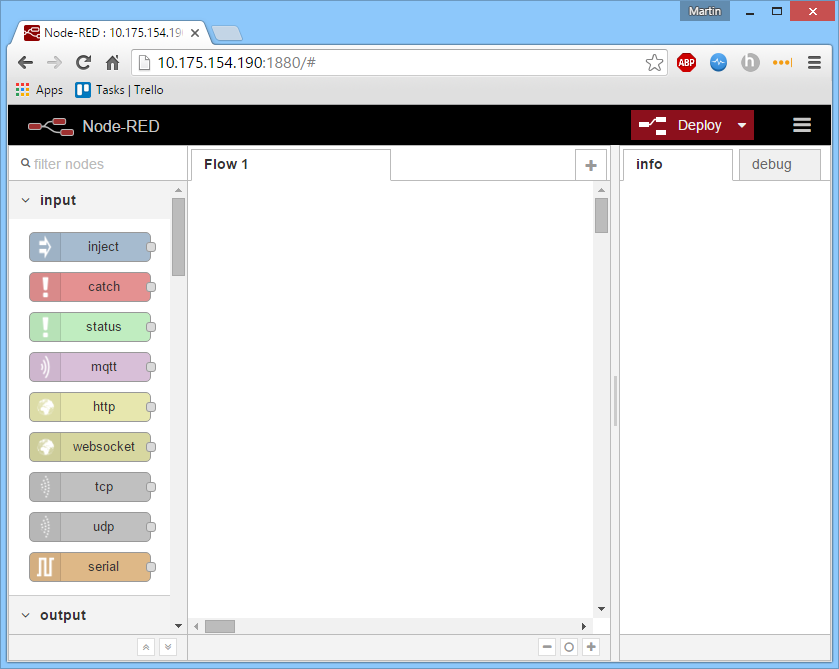 Martin
Node-RED : 10.175.154.19
10.175.154.190:1880/#
ABP
h
Apps
Tasks | Trello
Node-RED
Deploy
filter nodes
Flow 1
info
debug
input
inject
catch
status
mqtt
http
websocket
tcp
udp
serial
output